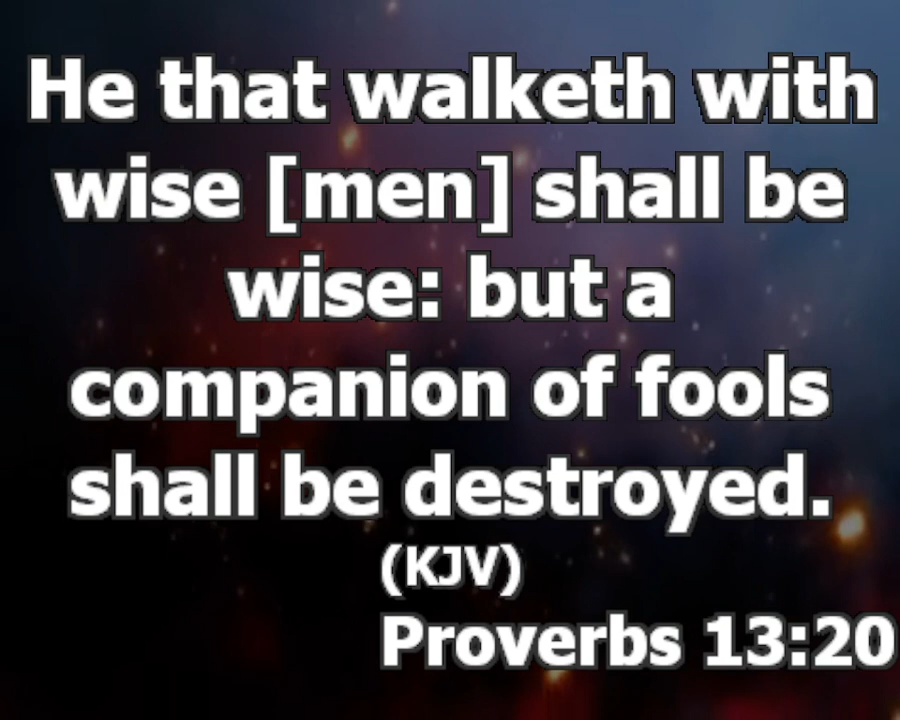 He that walketh with
wise [men] shall be
wise: but a
companion of fools
shall be destroyed.
(KJV)
Proverbs 13:20